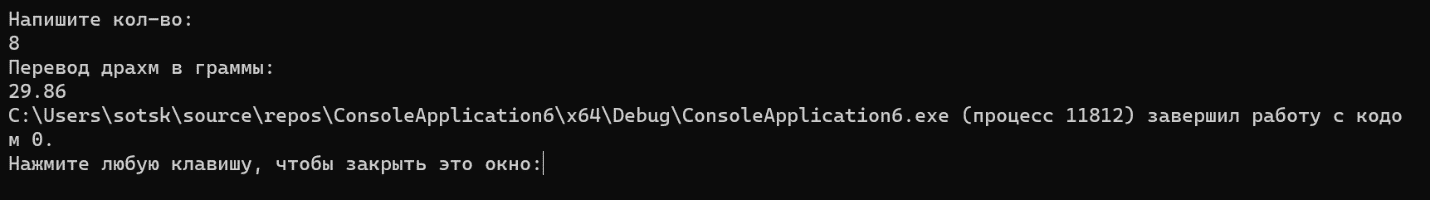 Напишите кол-во:
8
Перевод драхм в граммы:
29.86
C:\Users\sotsk\source\repos\ConsoleApplication6\x64\Debug\ConsoleApplication6.exe (процесс 11812) завершил работу с кодо
м 0.
Нажмите любую клавишу, чтобы закрыть это окно: